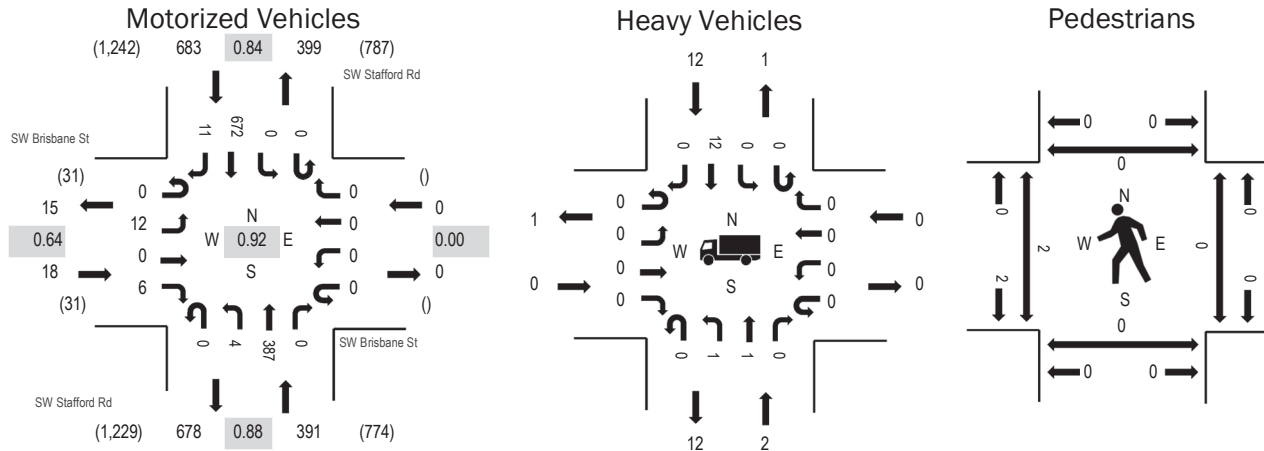 Motorized Vehicles
(1,242) 683 0.84 399 (787)
SW Stafford Rd
SW Brisbane St
11 672 0 0
(31) 0 0 ()
15 0 0
12 N 0
0.64 W 0.92 E 0.00
0 0
18 S 0
6 0
(31) ()
0 4 387 0
SW Brisbane St
SW Stafford Rd
(1,229) 678 0.88 391 (774)
Heavy Vehicles
12 1
0 12 0 0
0 0
1 0 N 0 0
W E
0 0 0 0
0 S 0
0 1 1 0
12 2
Pedestrians
0 0
0
0 N 0
W E
2 0
2 S 0
0
0 0